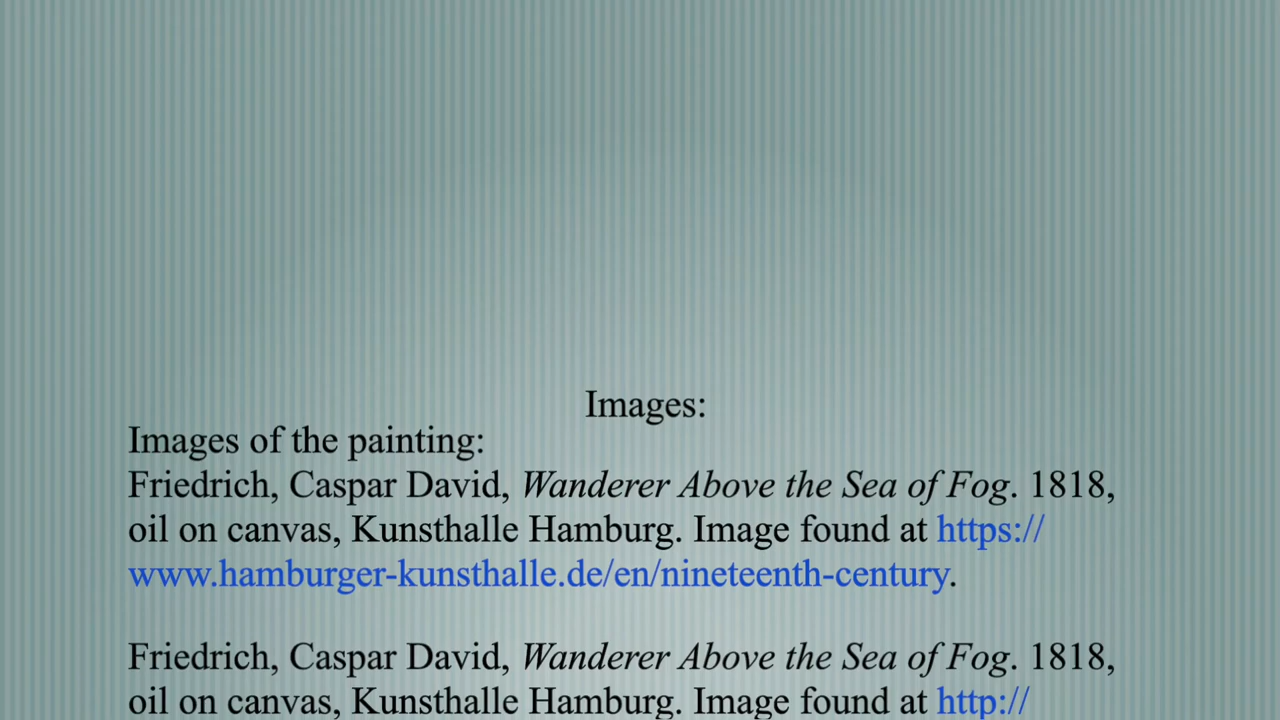 Images:
Images of the painting:
Friedrich, Caspar David, Wanderer Above the Sea of Fog. 1818,
oil on canvas, Kunsthalle Hamburg. Image found at https://
www.hamburger-kunsthalle.de/en/nineteenth-century.
Friedrich, Caspar David, Wanderer Above the Sea of Fog. 1818,
oil on canvas, Kunsthalle Hamburg. Image found at http://